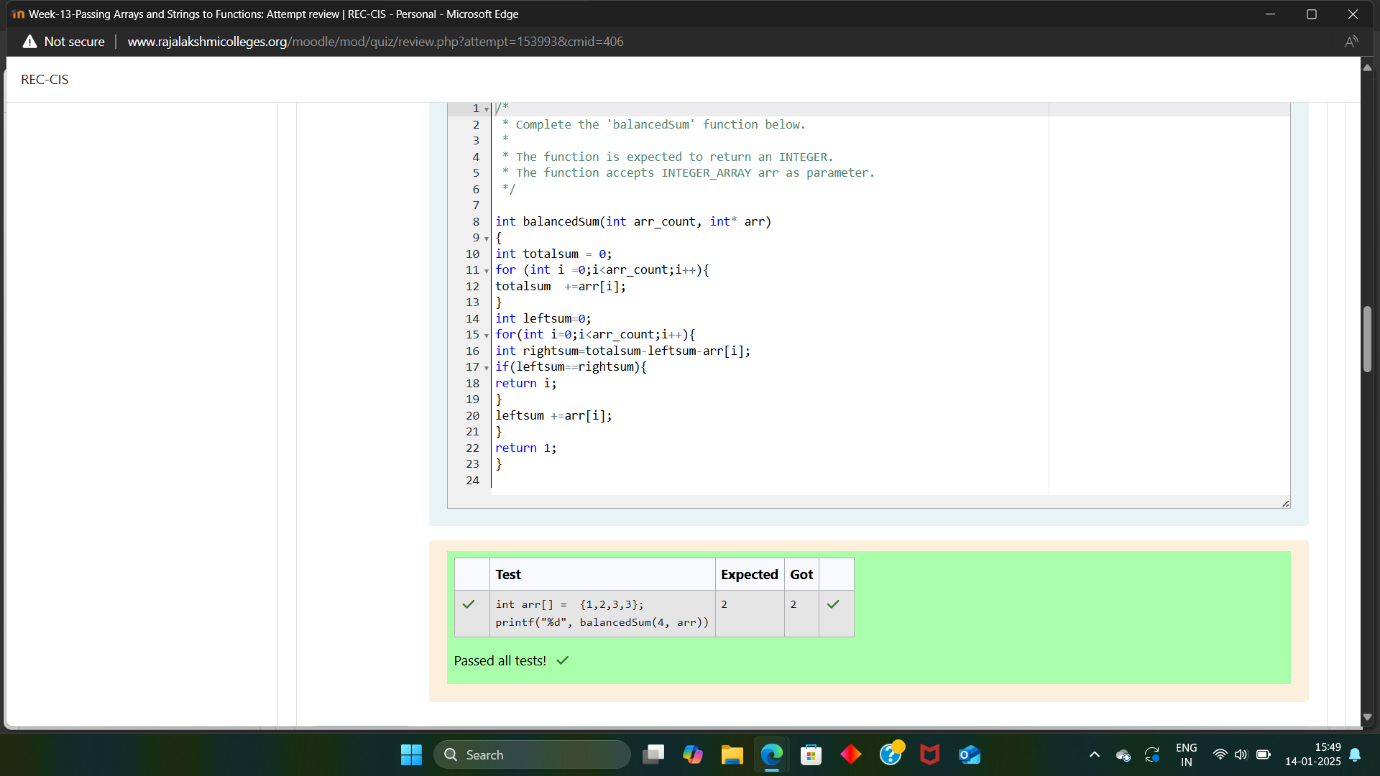 in Week-13-Passing Arrays and Strings to Functions: Attempt review | REC-CIS - Personal - Microsoft Edge
Not secure | www.rajalakshmicolleges.org/moodle/mod/quiz/review.php?attempt=153993&cmid=406
REC-CIS
1 /*
2 * Complete the 'balancedSum' function below.
3 *
4 * The function is expected to return an INTEGER.
5 * The function accepts INTEGER_ARRAY arr as parameter.
6 */
7
8 int balancedSum(int arr_count, int* arr)
9 {
10 int totalsum = 0;
11 for (int i =0;i<arr_count;i++){
12 totalsum  +=arr[i];
13 }
14 int leftsum=0;
15 for(int i=0;i<arr_count;i++){
16 int rightsum=totalsum-leftsum-arr[i];
17 if(leftsum==rightsum){
18 return i;
19 }
20 leftsum +=arr[i];
21 }
22 return 1;
23 }
24
Test Expected Got
int arr[] =  {1,2,3,3}; 2 2
printf("%d", balancedSum(4, arr))
Passed all tests!
Search
ENG
IN
15:49
14-01-2025